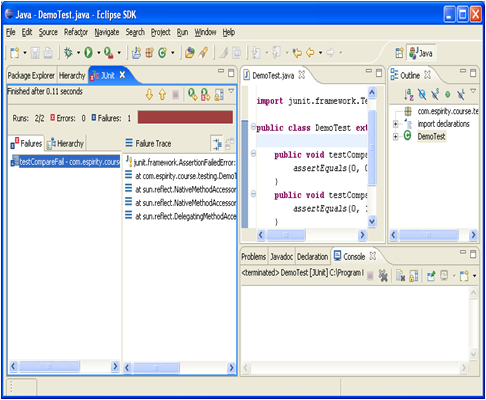 Java - DemoTest.java - Eclipse SDK
File Edit Source Refactor Navigate Search Project Run Window Help
Java
Package Explorer Hierarchy JUnit
Finished after 0.11 seconds
Runs: 2/2 Errors: 0 Failures: 1
Failures Hierarchy
testCompareFail - com.espirity.course
Failure Trace
junit.framework.AssertionFailedError:
at com.espirity.course.testing.DemoT
at sun.reflect.NativeMethodAccessor
at sun.reflect.NativeMethodAccessor
at sun.reflect.DelegatingMethodAcce
DemoTest.java
import junit.framework.Te
public class DemoTest ext
public void testCompa
assertEquals(0, 0
}
public void testCompa
assertEquals(0, 1
}
Outline
com.espirity.course.te
import declarations
DemoTest
Problems Javadoc Declaration Console
<terminated> DemoTest [JUnit] C:\Program F